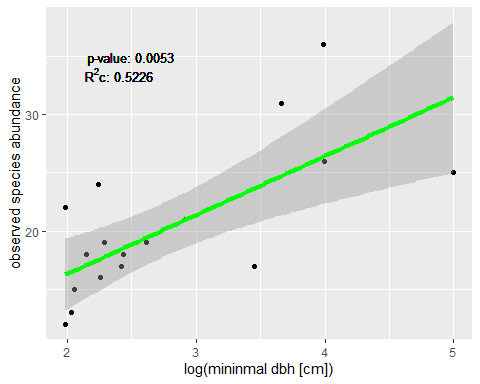 p-value: 0.0053
R²c: 0.5226
observed species abundance
30
20
2 3 4 5
log(mininmal dbh [cm])